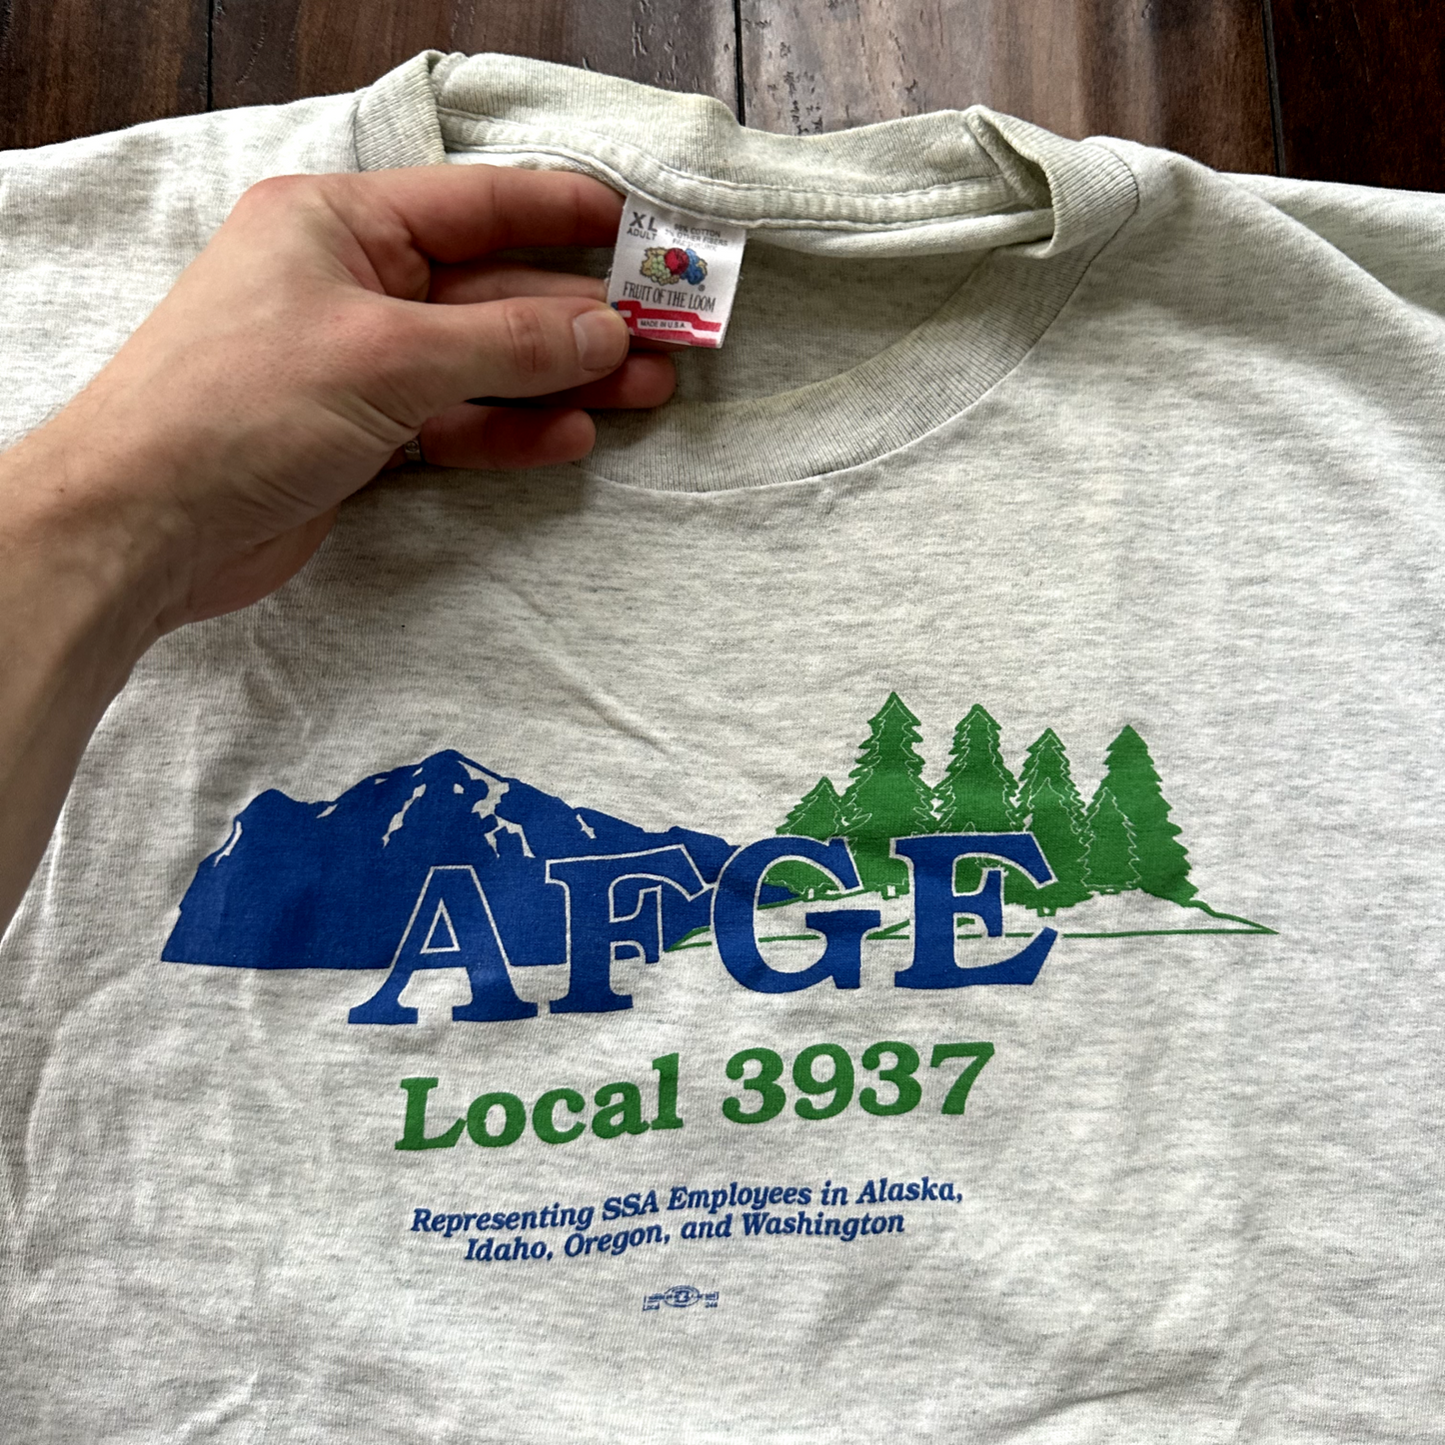 XL
ADULT
COTTON
FRUIT OF THE LOOM
®
MADE IN U.S.A.
AFGE
Local 3937
Representing SSA Employees in Alaska,
Idaho, Oregon, and Washington